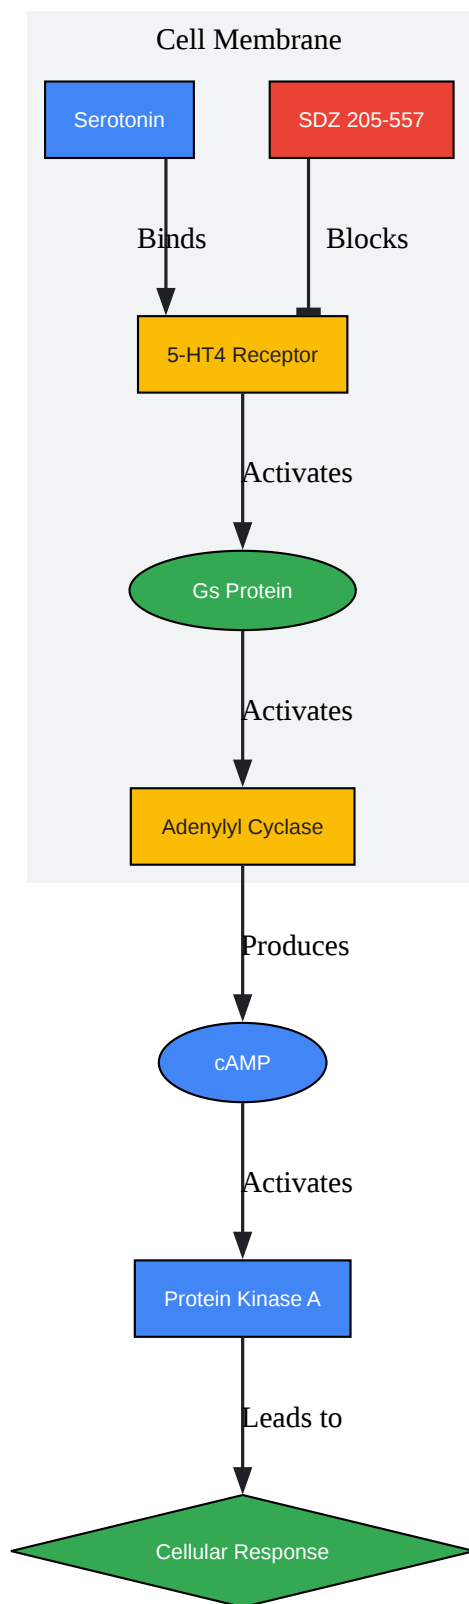 Cell Membrane
Serotonin
SDZ 205-557
Binds
Blocks
5-HT4 Receptor
Activates
Gs Protein
Activates
Adenylyl Cyclase
Produces
cAMP
Activates
Protein Kinase A
Leads to
Cellular Response